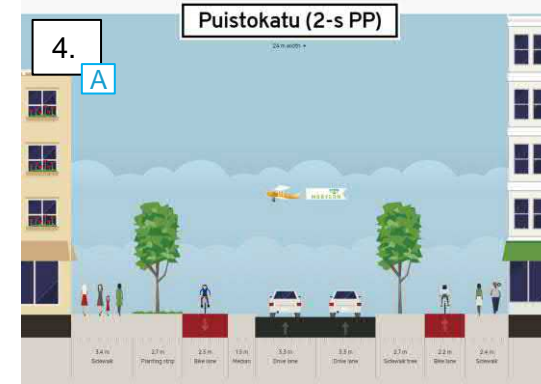 Puistokatu (2-s PP)
4.
A
24 m width
3.4 m
Sidewalk
2.7 m
Planting strip
2.3 m
Bike lane
1.5 m
Median
3.3 m
Drive lane
3.3 m
Drive lane
2.7 m
Sidewalk tree
2.2 m
Bike lane
2.4 m
Sidewalk